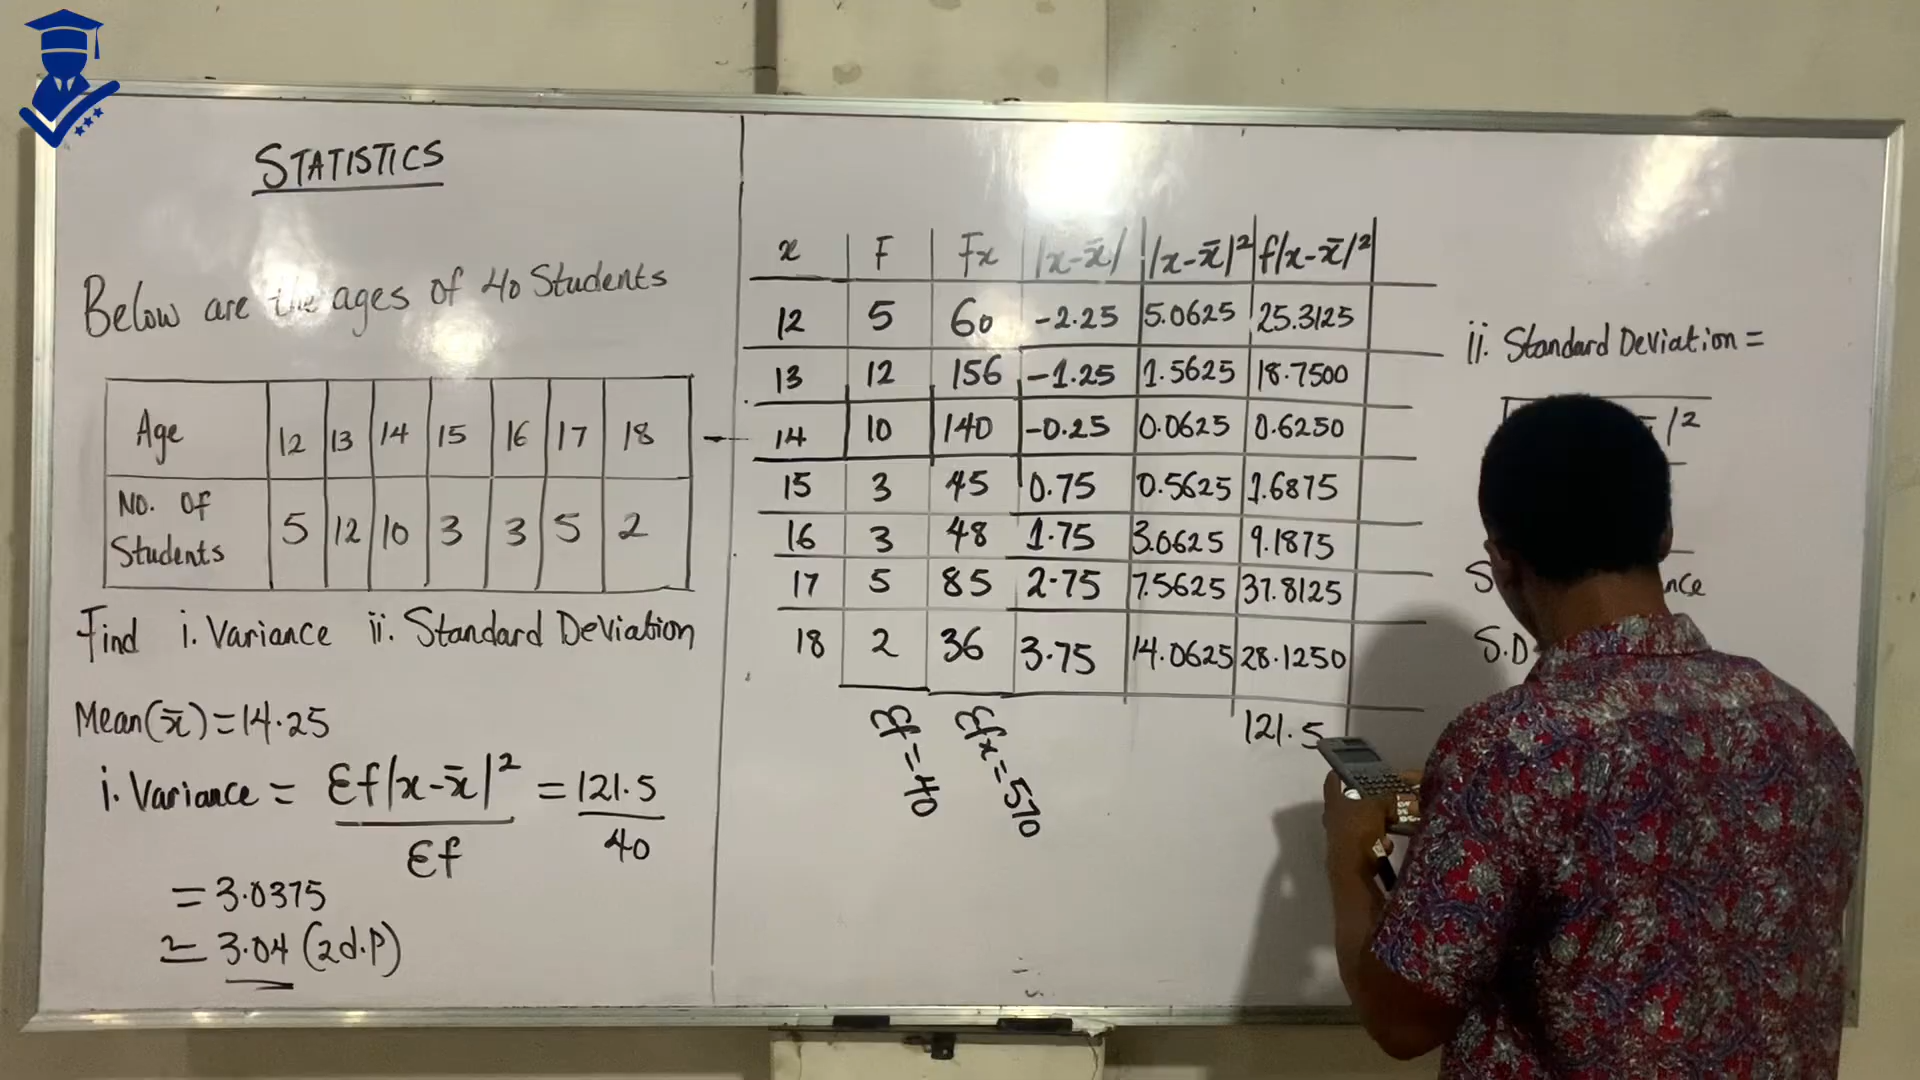 STATISTICS
Below are the ages of 40 Students
Age 12 13 14 15 16 17 18
No. Of Students 5 12 10 3 3 5 2
Find i. Variance ii. Standard Deviation
Mean(x̄)=14.25
i. Variance = Ɛf|x-x̄|² / Ɛf = 121.5 / 40
= 3.0375
≃ 3.04 (2d.P)
x F Fx |x-x̄| |x-x̄|² f|x-x̄|²
12 5 60 -2.25 5.0625 25.3125
13 12 156 -1.25 1.5625 18.7500
14 10 140 -0.25 0.0625 0.6250
15 3 45 0.75 0.5625 1.6875
16 3 48 1.75 3.0625 9.1875
17 5 85 2.75 7.5625 37.8125
18 2 36 3.75 14.0625 28.1250
Ɛf=40 Ɛfx=570 121.5
ii. Standard Deviation =
|²
S.D